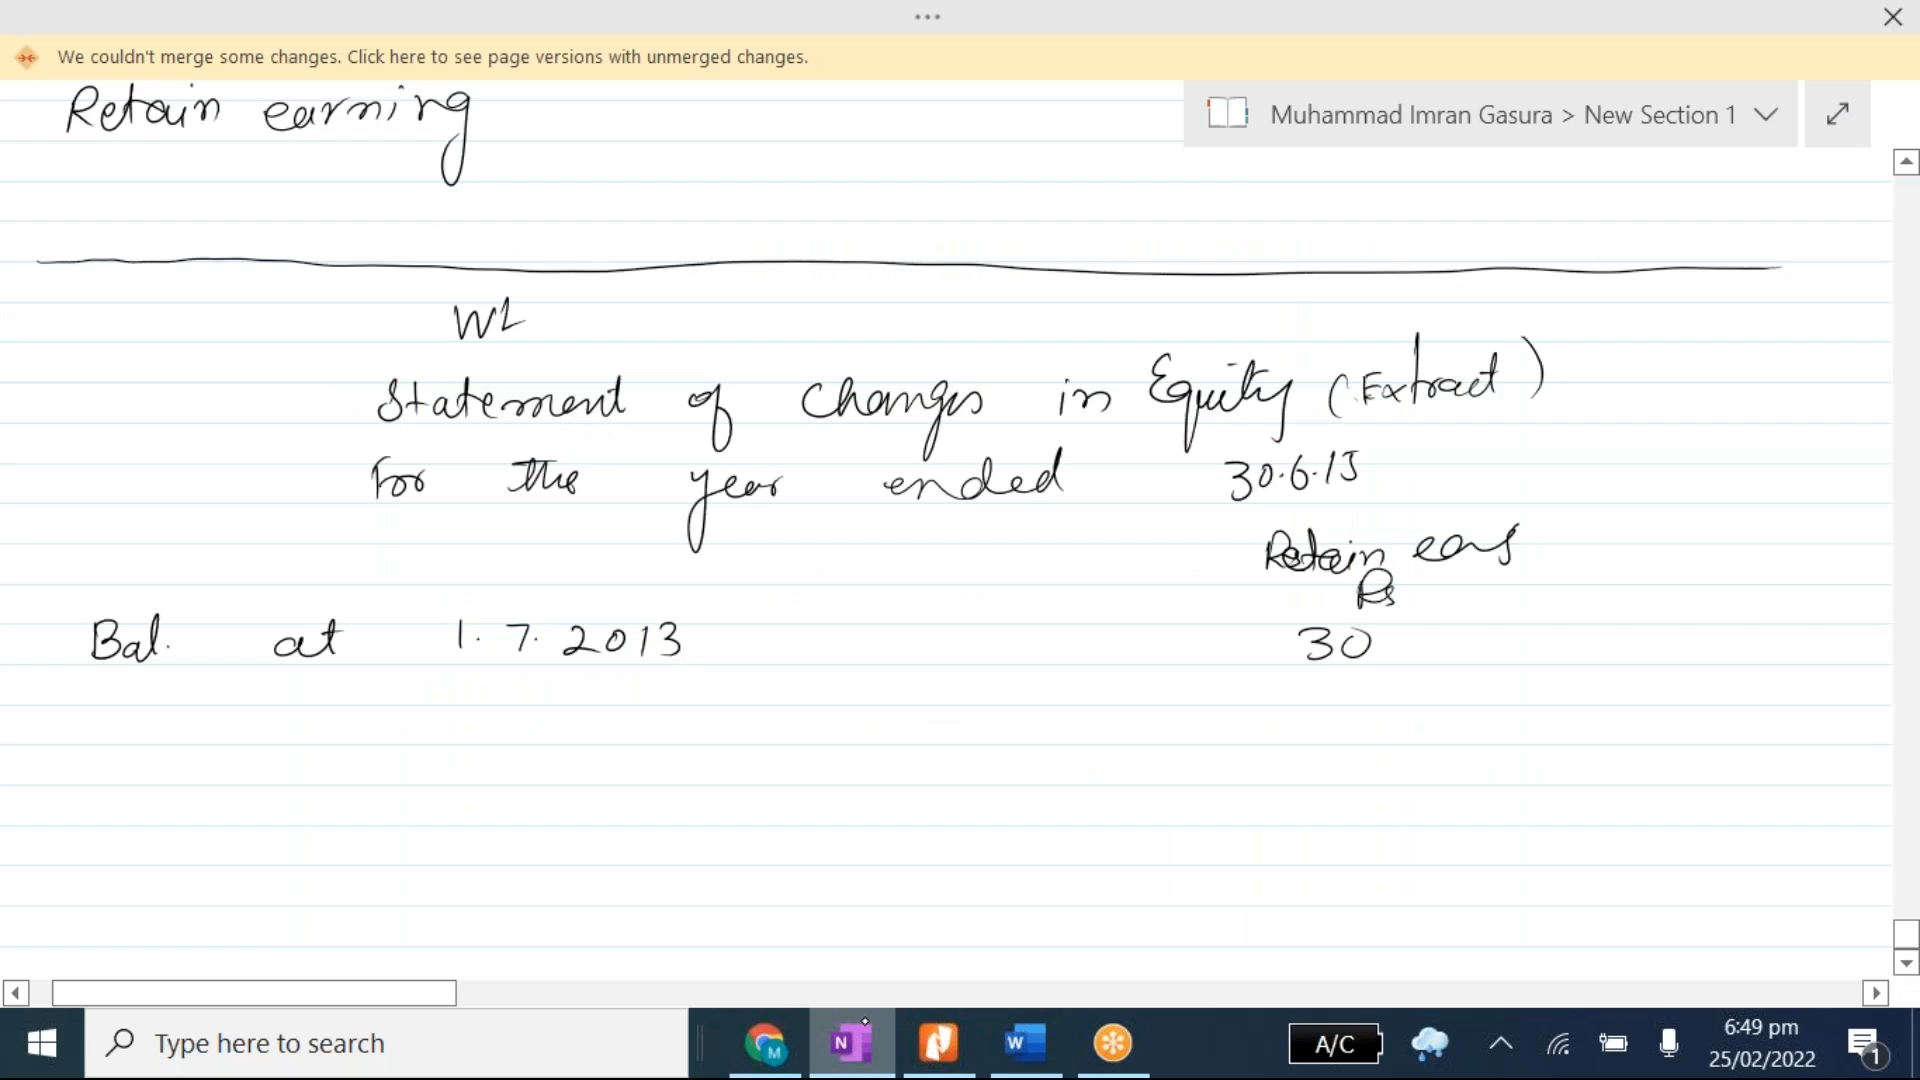 We couldn't merge some changes. Click here to see page versions with unmerged changes.
Retain earning
Muhammad Imran Gasura > New Section 1
W1
Statement of Changes in Equity (Extract)
For the year ended 30.6.15
Retain
Rs
Bal. at 1.7.2013 30
Type here to search
A/C
6:49 pm
25/02/2022
1